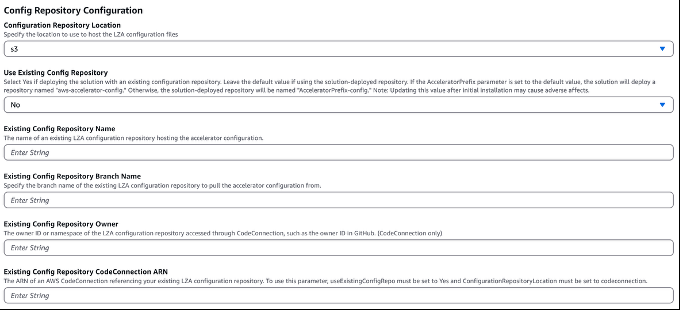 Config Repository Configuration
Configuration Repository Location
Specify the location to use to host the LZA configuration files
s3
Use Existing Config Repository
Select Yes if deploying the solution with an existing configuration repository. Leave the default value if using the solution-deployed repository. If the AcceleratorPrefix parameter is set to the default value, the solution will deploy a
repository named "aws-accelerator-config." Otherwise, the solution-deployed repository will be named "AcceleratorPrefix-config." Note: Updating this value after initial installation may cause adverse affects.
No
Existing Config Repository Name
The name of an existing LZA configuration repository hosting the accelerator configuration.
Enter String
Existing Config Repository Branch Name
Specify the branch name of the existing LZA configuration repository to pull the accelerator configuration from.
Enter String
Existing Config Repository Owner
The owner ID or namespace of the LZA configuration repository accessed through CodeConnection, such as the owner ID in GitHub. (CodeConnection only)
Enter String
Existing Config Repository CodeConnection ARN
The ARN of an AWS CodeConnection referencing your existing LZA configuration repository. To use this parameter, useExistingConfigRepo must be set to Yes and ConfigurationRepositoryLocation must be set to codeconnection.
Enter String